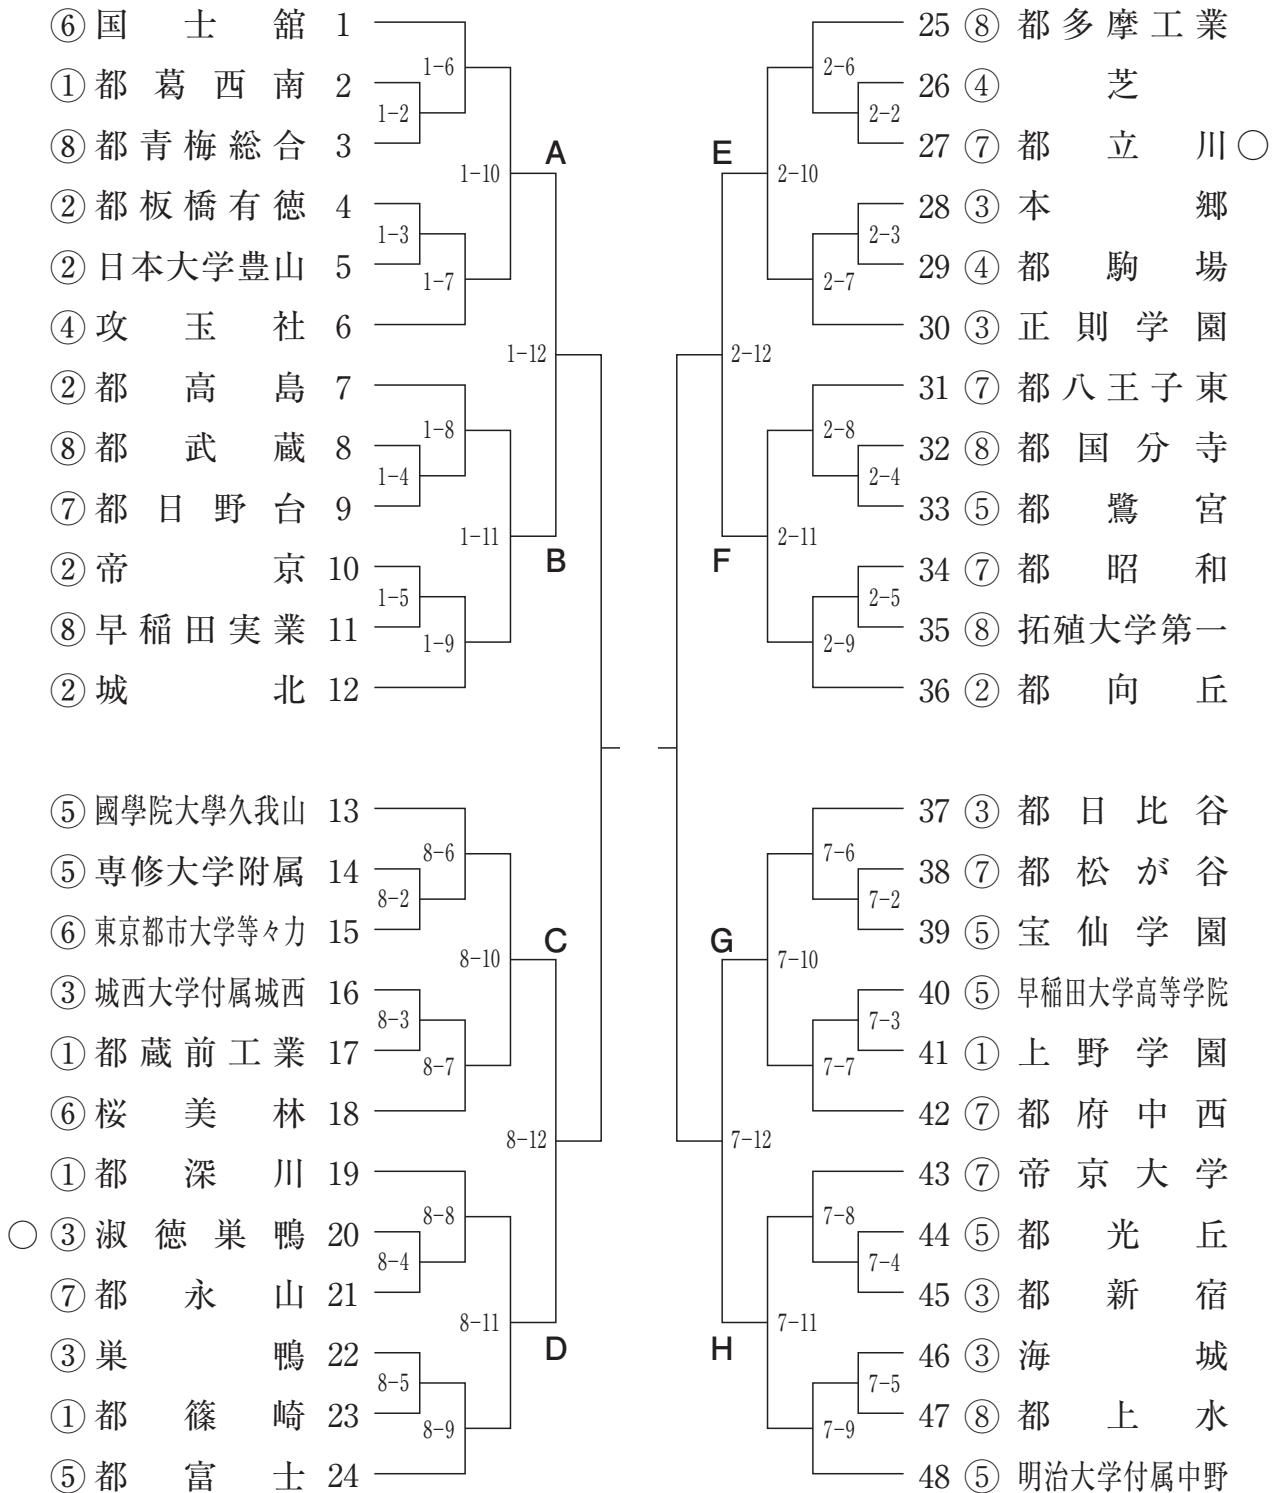 ⑥ 国士舘 1
1-6
① 都葛西南 2
1-2
⑧ 都青梅総合 3
A
1-10
② 都板橋有徳 4
1-3
② 日本大学豊山 5
1-7
④ 攻玉社 6
1-12
② 都高島 7
1-8
⑧ 都武蔵 8
1-4
⑦ 都日野台 9
1-11
B
② 帝京 10
1-5
⑧ 早稲田実業 11
1-9
② 城北 12
⑤ 國學院大學久我山 13
8-6
⑤ 専修大学附属 14
8-2
⑥ 東京都市大学等々力 15
C
8-10
③ 城西大学付属城西 16
8-3
① 都蔵前工業 17
8-7
⑥ 桜美林 18
8-12
① 都深川 19
8-8
○ ③ 淑徳巣鴨 20
8-4
⑦ 都永山 21
8-11
D
③ 巣鴨 22
8-5
① 都篠崎 23
8-9
⑤ 都富士 24
25 ⑧ 都多摩工業
2-6
26 ④ 芝
2-2
27 ⑦ 都立川 ○
E
2-10
28 ③ 本郷
2-3
29 ④ 都駒場
2-7
30 ③ 正則学園
2-12
31 ⑦ 都八王子東
2-8
32 ⑧ 都国分寺
2-4
33 ⑤ 都鷺宮
2-11
F
34 ⑦ 都昭和
2-5
35 ⑧ 拓殖大学第一
2-9
36 ② 都向丘
37 ③ 都日比谷
7-6
38 ⑦ 都松が谷
7-2
39 ⑤ 宝仙学園
G
7-10
40 ⑤ 早稲田大学高等学院
7-3
41 ① 上野学園
7-7
42 ⑦ 都府中西
7-12
43 ⑦ 帝京大学
7-8
44 ⑤ 都光丘
7-4
45 ③ 都新宿
7-11
H
46 ③ 海城
7-5
47 ⑧ 都上水
7-9
48 ⑤ 明治大学付属中野